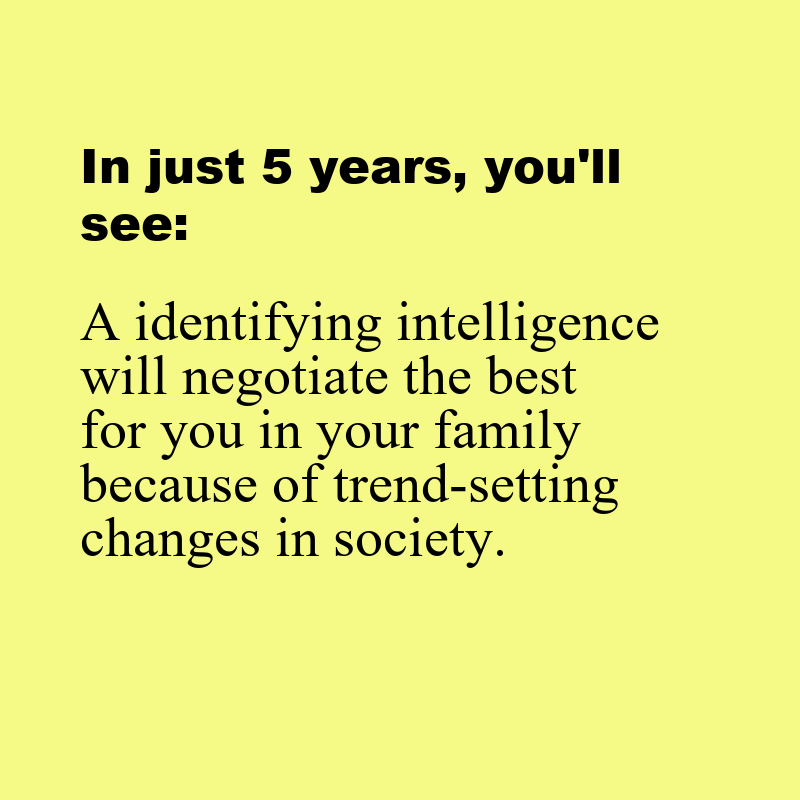 In just 5 years, you'll
see:
A identifying intelligence
will negotiate the best
for you in your family
because of trend-setting
changes in society.